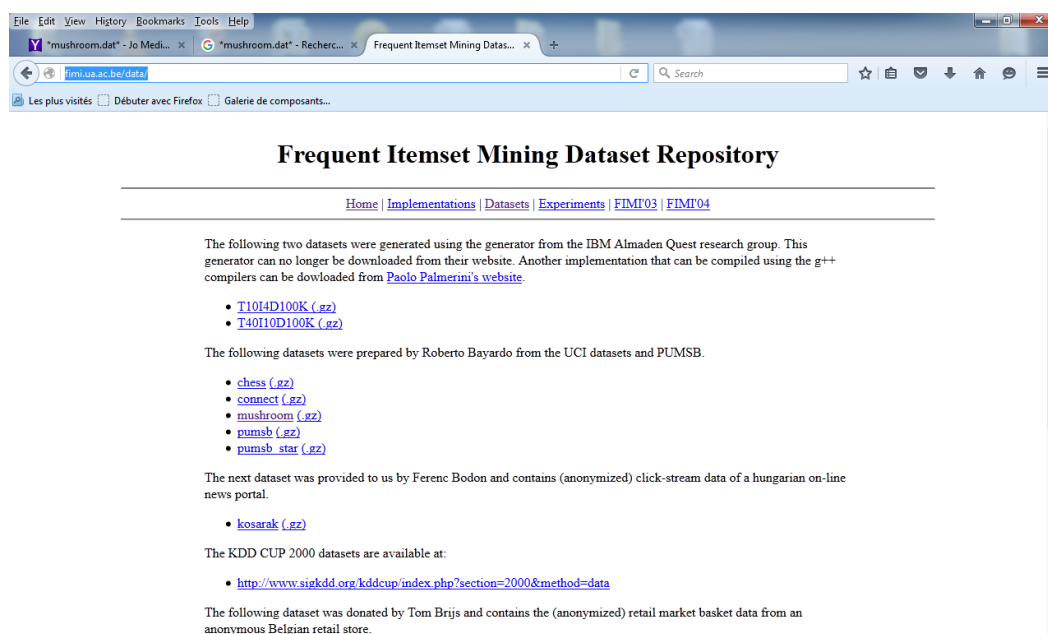 File Edit View History Bookmarks Tools Help
*mushroom.dat* - Jo Medi... × *mushroom.dat* - Recherc... × Frequent Itemset Mining Datas... × +
fimi.ua.ac.be/data/ Search
Les plus visités Débuter avec Firefox Galerie de composants...
Frequent Itemset Mining Dataset Repository
Home | Implementations | Datasets | Experiments | FIMI'03 | FIMI'04
The following two datasets were generated using the generator from the IBM Almaden Quest research group. This
generator can no longer be downloaded from their website. Another implementation that can be compiled using the g++
compilers can be dowloaded from Paolo Palmerini's website.
• T10I4D100K (.gz)
• T40I10D100K (.gz)
The following datasets were prepared by Roberto Bayardo from the UCI datasets and PUMSB.
• chess (.gz)
• connect (.gz)
• mushroom (.gz)
• pumsb (.gz)
• pumsb_star (.gz)
The next dataset was provided to us by Ferenc Bodon and contains (anonymized) click-stream data of a hungarian on-line
news portal.
• kosarak (.gz)
The KDD CUP 2000 datasets are available at:
• http://www.sigkdd.org/kddcup/index.php?section=2000&method=data
The following dataset was donated by Tom Brijs and contains the (anonymized) retail market basket data from an
anonymous Belgian retail store.